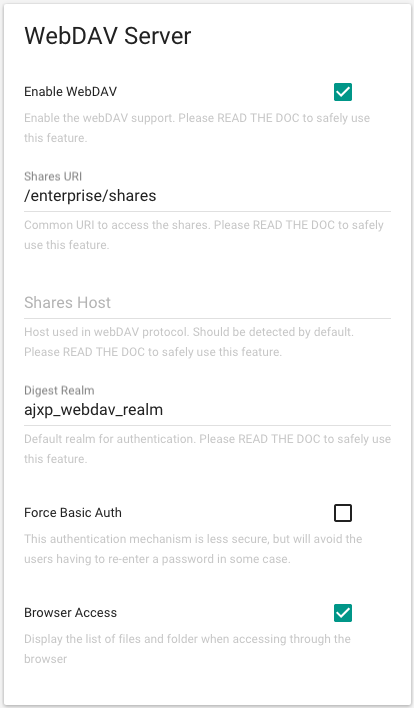 WebDAV Server
Enable WebDAV
Enable the webDAV support. Please READ THE DOC to safely use
this feature.
Shares URI
/enterprise/shares
Common URI to access the shares. Please READ THE DOC to safely
use this feature.
Shares Host
Host used in webDAV protocol. Should be detected by default.
Please READ THE DOC to safely use this feature.
Digest Realm
ajxp_webdav_realm
Default realm for authentication. Please READ THE DOC to safely use
this feature.
Force Basic Auth
This authentication mechanism is less secure, but will avoid the
users having to re-enter a password in some case.
Browser Access
Display the list of files and folder when accessing through the
browser